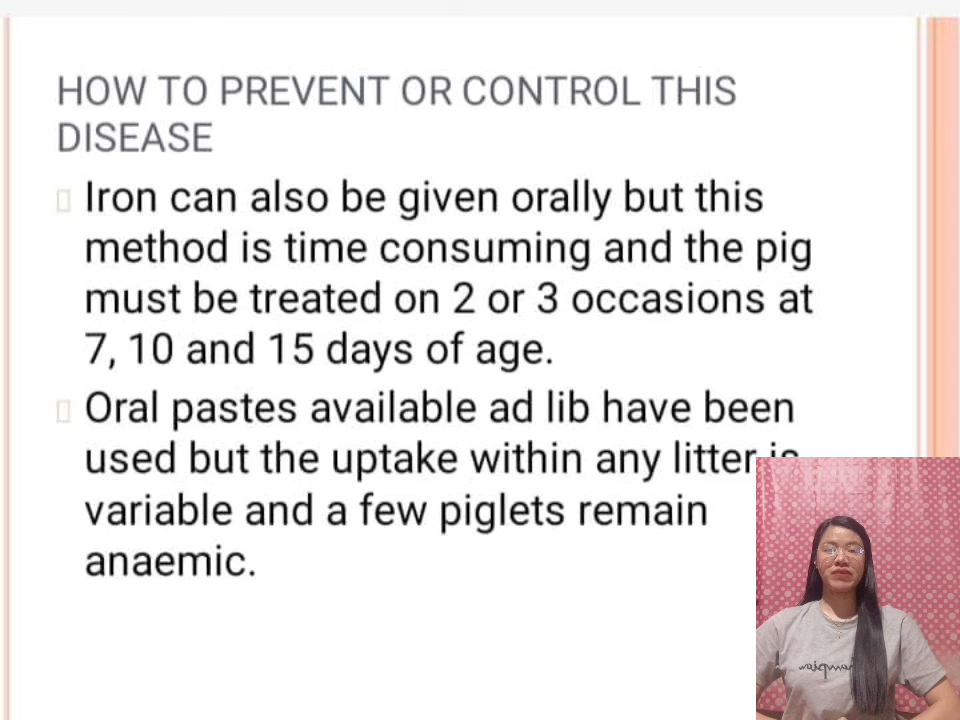 HOW TO PREVENT OR CONTROL THIS
DISEASE
Iron can also be given orally but this
method is time consuming and the pig
must be treated on 2 or 3 occasions at
7, 10 and 15 days of age.
Oral pastes available ad lib have been
used but the uptake within any litter is
variable and a few piglets remain
anaemic.